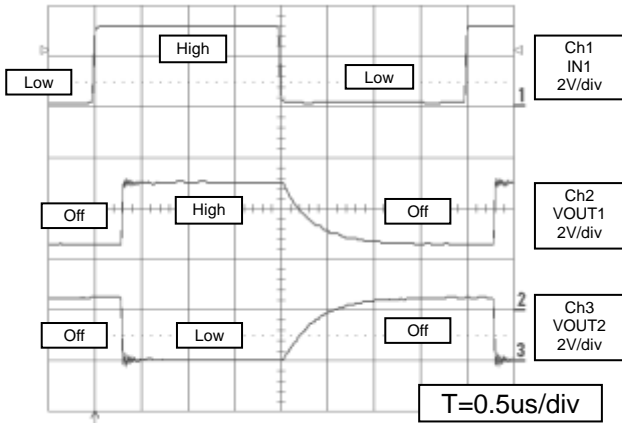 High
Low
Low
1
Ch1
IN1
2V/div
Off
High
Off
Ch2
VOUT1
2V/div
2
Off
Low
Off
3
Ch3
VOUT2
2V/div
T=0.5us/div